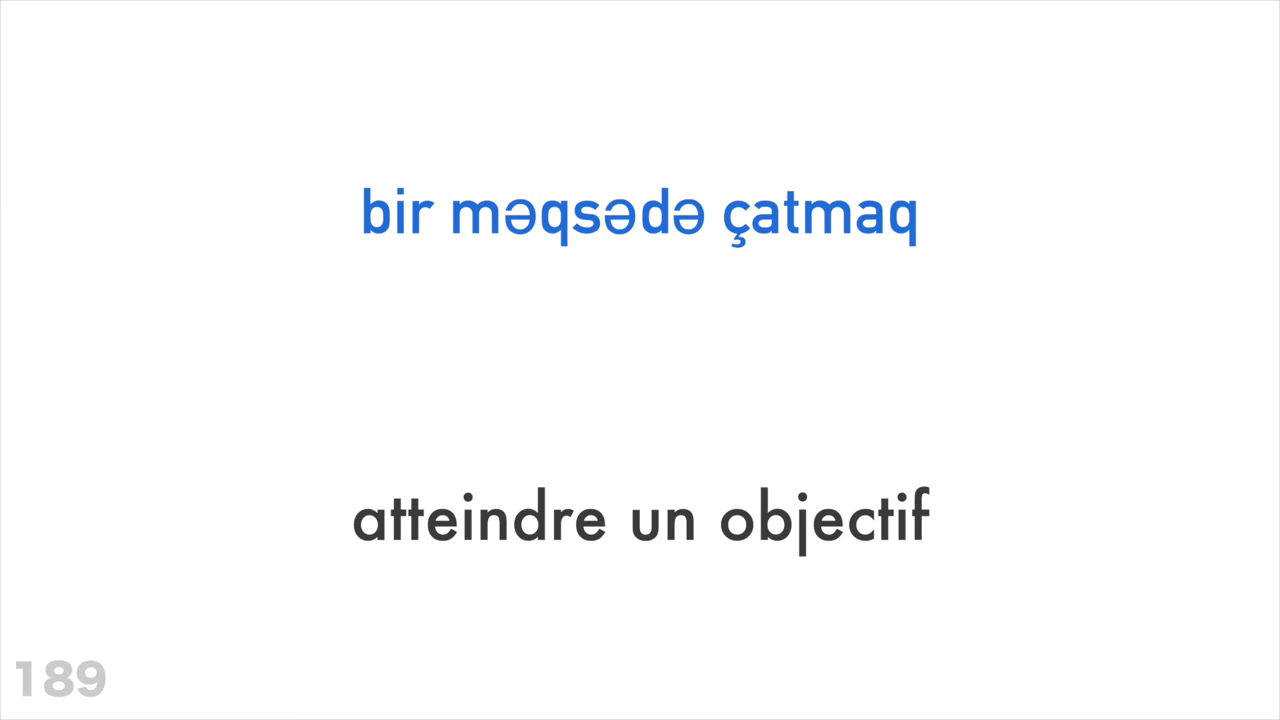 bir məqsədə çatmaq
atteindre un objectif
189